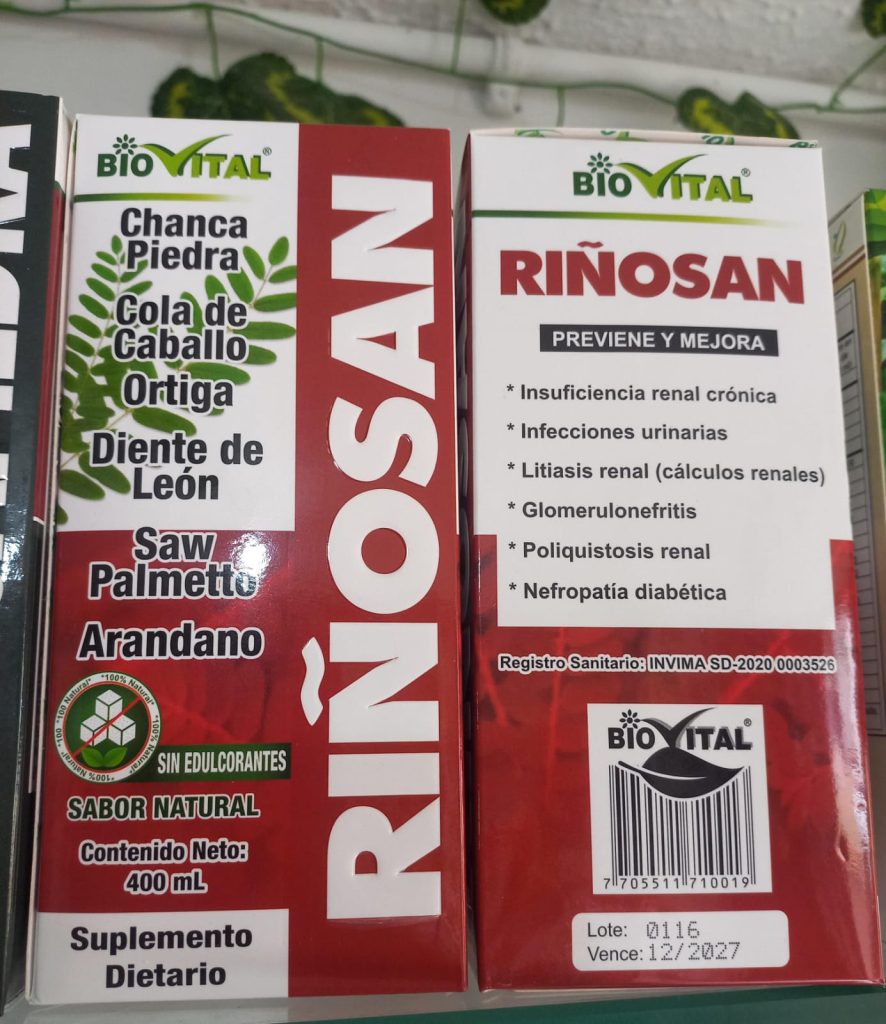 BIOVITAL®
Chanca
Piedra
Cola de
Caballo
Ortiga
Diente de
León
Saw
Palmetto
Arandano
*100% Natural*
SIN EDULCORANTES
SABOR NATURAL
Contenido Neto:
400 mL
Suplemento
Dietario
RIÑOSAN
BIOVITAL®
RIÑOSAN
PREVIENE Y MEJORA
* Insuficiencia renal crónica
* Infecciones urinarias
* Litiasis renal (cálculos renales)
* Glomerulonefritis
* Poliquistosis renal
* Nefropatía diabética
Registro Sanitario: INVIMA SD-2020 0003526
BIOVITAL®
7 705511 710019
Lote: 0116
Vence: 12/2027